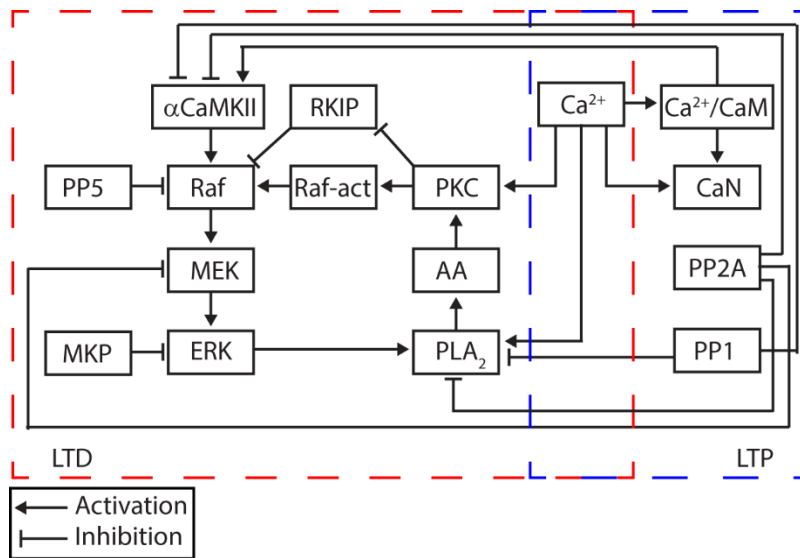 αCaMKII
RKIP
Ca²⁺
Ca²⁺/CaM
PP5
Raf
Raf-act
PKC
CaN
MEK
AA
PP2A
MKP
ERK
PLA₂
PP1
LTD
LTP
Activation
Inhibition